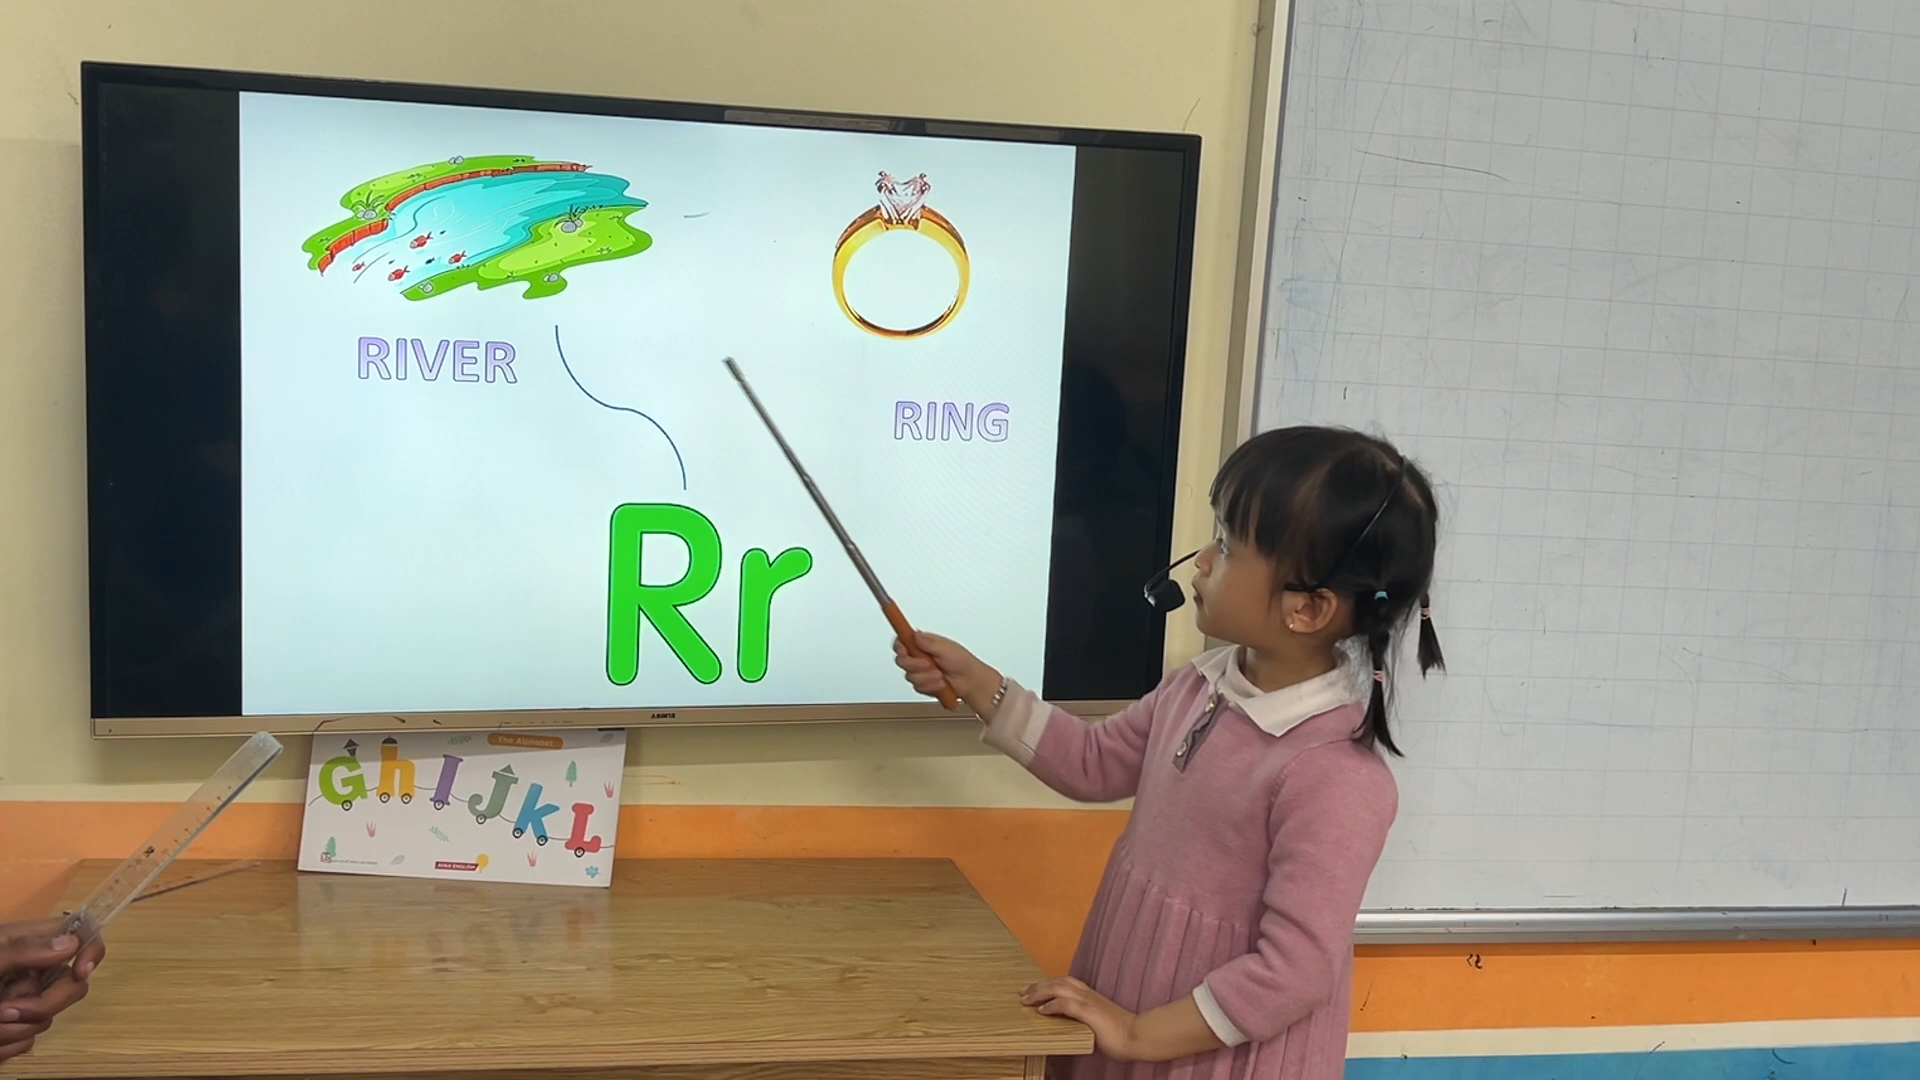 RIVER
RING
Rr
The Alphabet
G h I J k L